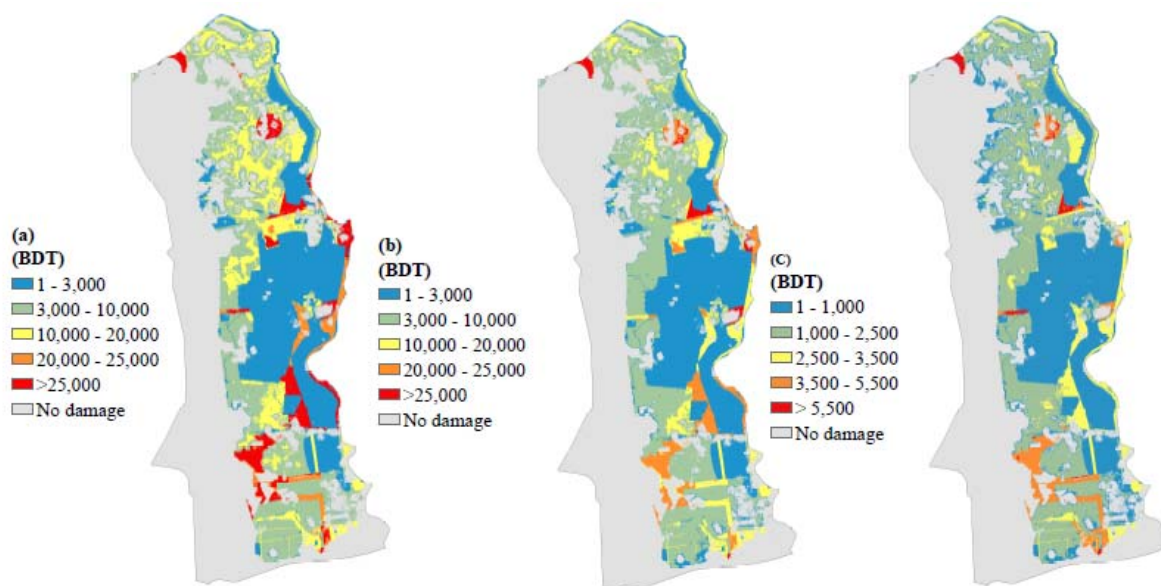 (a)
(BDT)
1 - 3,000
3,000 - 10,000
10,000 - 20,000
20,000 - 25,000
>25,000
No damage
(b)
(BDT)
1 - 3,000
3,000 - 10,000
10,000 - 20,000
20,000 - 25,000
>25,000
No damage
(C)
(BDT)
1 - 1,000
1,000 - 2,500
2,500 - 3,500
3,500 - 5,500
> 5,500
No damage